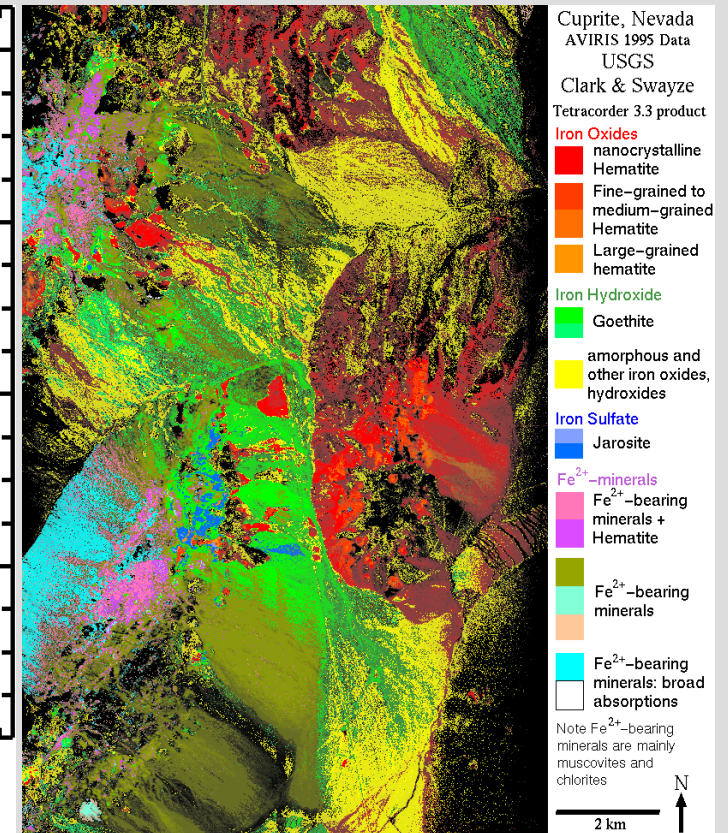 Cuprite, Nevada
AVIRIS 1995 Data
USGS
Clark & Swayze
Tetracorder 3.3 product
Iron Oxides
nanocrystalline
Hematite
Fine-grained to
medium-grained
Hematite
Large-grained
hematite
Iron Hydroxide
Goethite
amorphous and
other iron oxides,
hydroxides
Iron Sulfate
Jarosite
Fe2+-minerals
Fe2+-bearing
minerals +
Hematite
Fe2+-bearing
minerals
Fe2+-bearing
minerals: broad
absorptions
Note Fe2+-bearing
minerals are mainly
muscovites and
chlorites
N
2 km